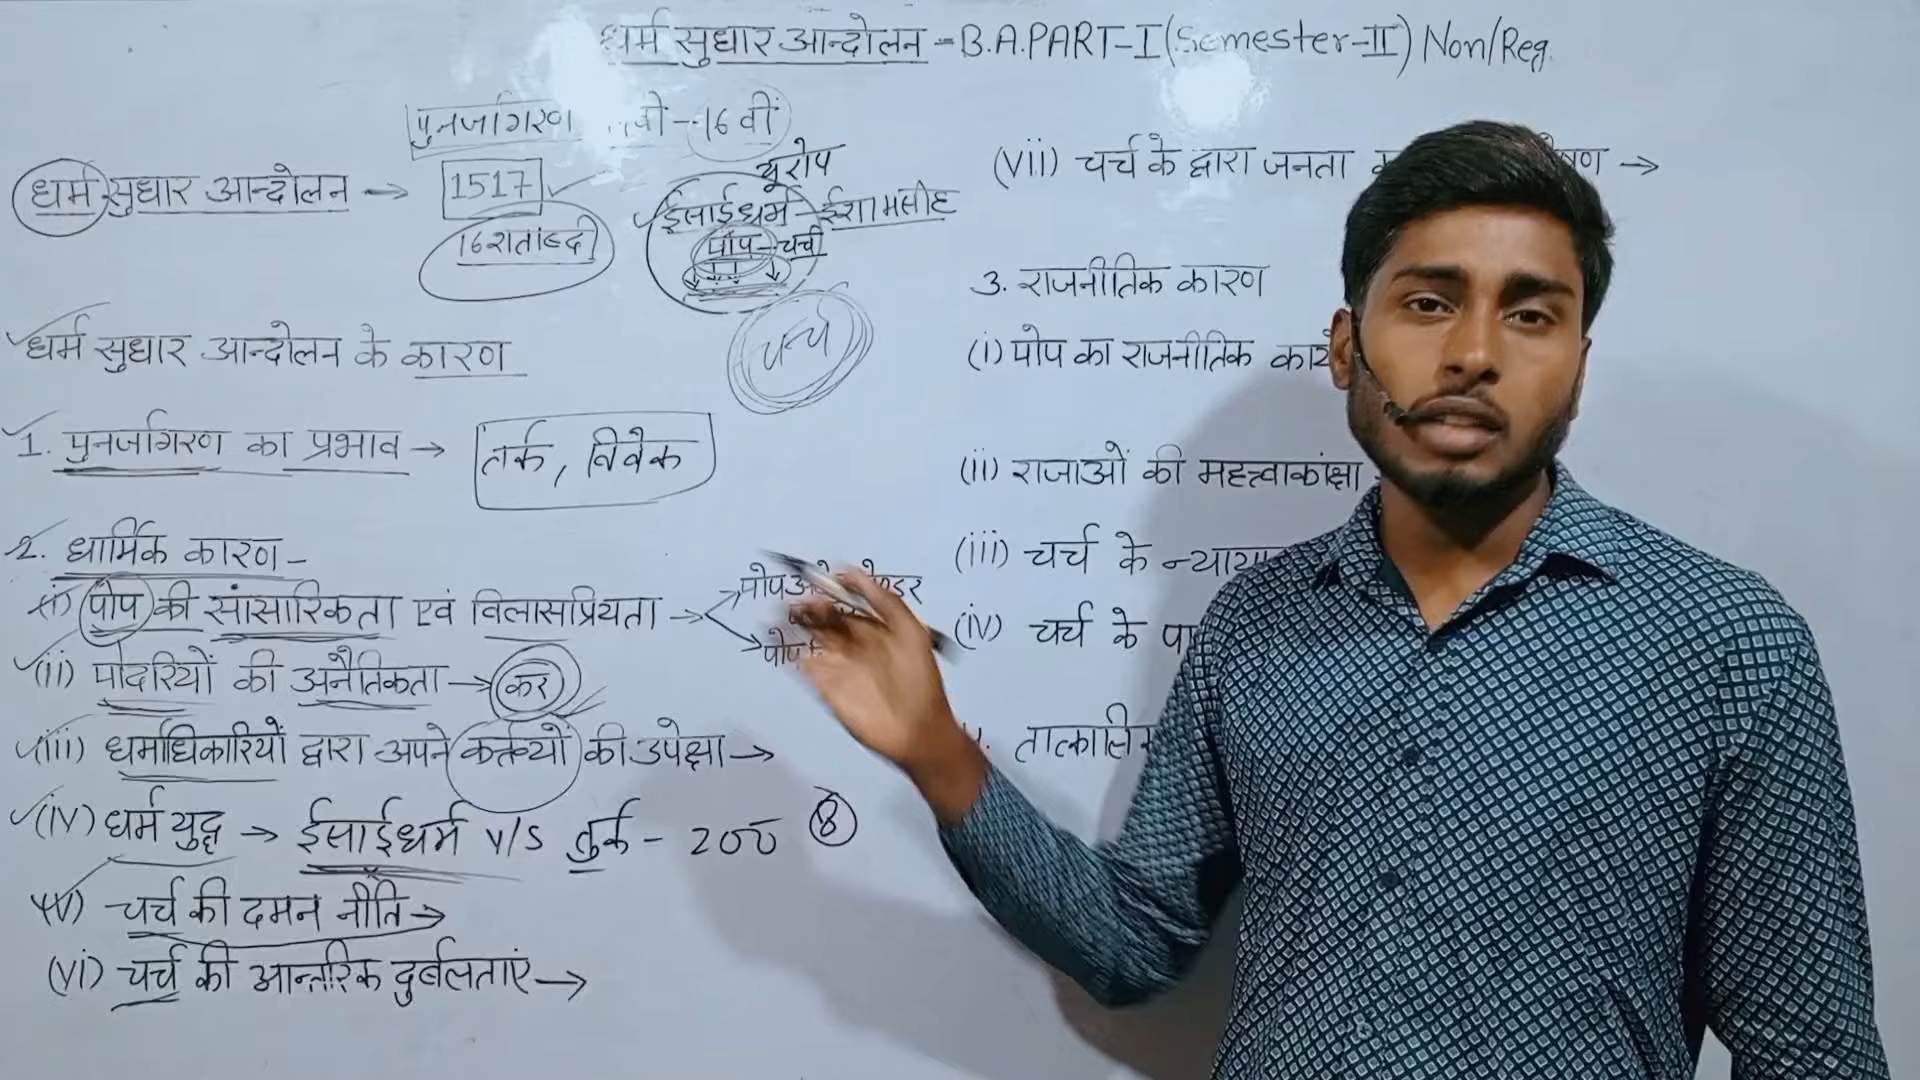 धर्म सुधार आन्दोलन - B.A.PART-I (Semester-II) Non/Reg.
पुनर्जागरण - 16 वीं
धर्म सुधार आन्दोलन → 1517
16 शताब्दी
यूरोप
ईसाई धर्म - ईशा मसीह
पोप - चर्च
चर्च
धर्म सुधार आन्दोलन के कारण
1. पुनर्जागरण का प्रभाव → तर्क, विवेक
2. धार्मिक कारण -
(i) पोप की सांसारिकता एवं विलासप्रियता →
पोप
पोप
(ii) पादरियों की अनैतिकता → कर
(iii) धर्माधिकारियों द्वारा अपने कर्तव्यों की उपेक्षा →
(iv) धर्म युद्ध → ईसाई धर्म v/s तुर्क - 200 8
(v) चर्च की दमन नीति →
(vi) चर्च की आन्तरिक दुर्बलताएं →
(vii) चर्च के द्वारा जनता →
3. राजनीतिक कारण
(i) पोप का राजनीतिक
(ii) राजाओं की महत्त्वाकांक्षा
(iii) चर्च के
(iv) चर्च के